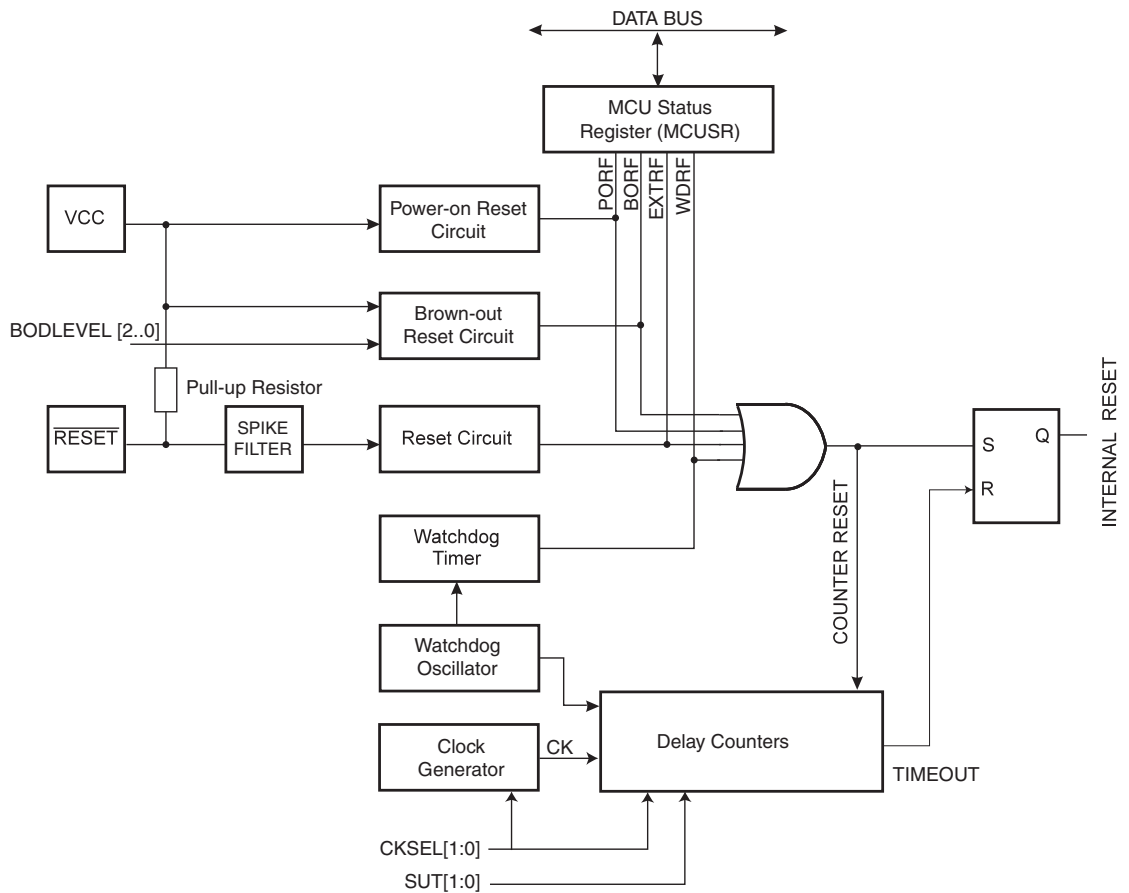 DATA BUS
MCU Status
Register (MCUSR)
PORF
BORF
EXTRF
WDRF
VCC
Power-on Reset
Circuit
Brown-out
Reset Circuit
BODLEVEL [2..0]
Pull-up Resistor
RESET
SPIKE
FILTER
Reset Circuit
S
Q
R
INTERNAL RESET
Watchdog
Timer
COUNTER RESET
Watchdog
Oscillator
Clock
Generator
CK
Delay Counters
TIMEOUT
CKSEL[1:0]
SUT[1:0]